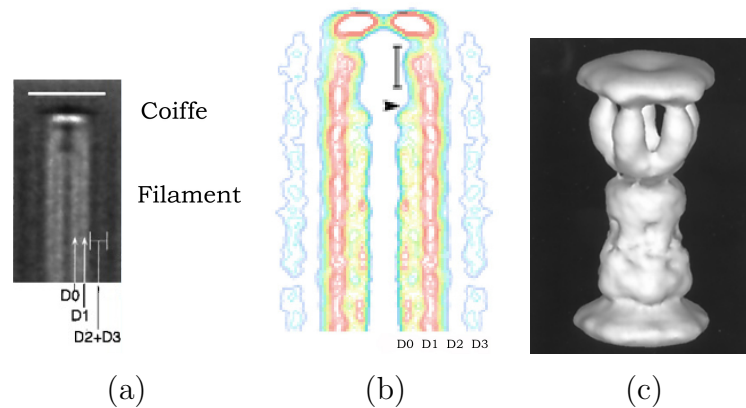 Coiffe
Filament
D0
D1
D2+D3
D0 D1 D2 D3
(a)
(b)
(c)